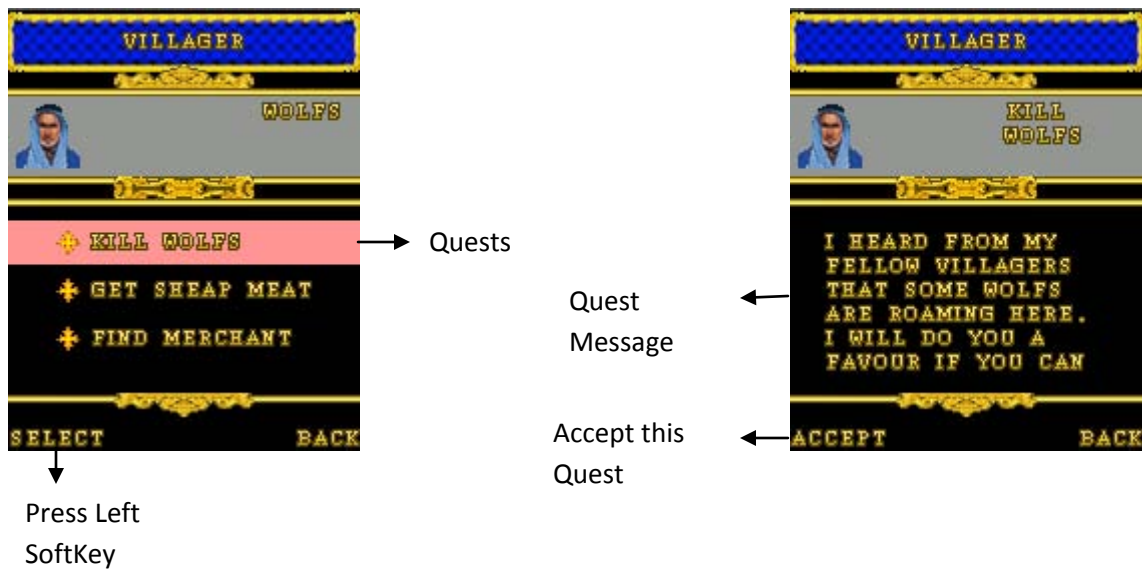 VILLAGER
WOLFS
KILL WOLFS
GET SHEAP MEAT
FIND MERCHANT
SELECT
BACK
Quests
Press Left
SoftKey
VILLAGER
KILL
WOLFS
I HEARD FROM MY
FELLOW VILLAGERS
THAT SOME WOLFS
ARE ROAMING HERE.
I WILL DO YOU A
FAVOUR IF YOU CAN
ACCEPT
BACK
Quest
Message
Accept this
Quest